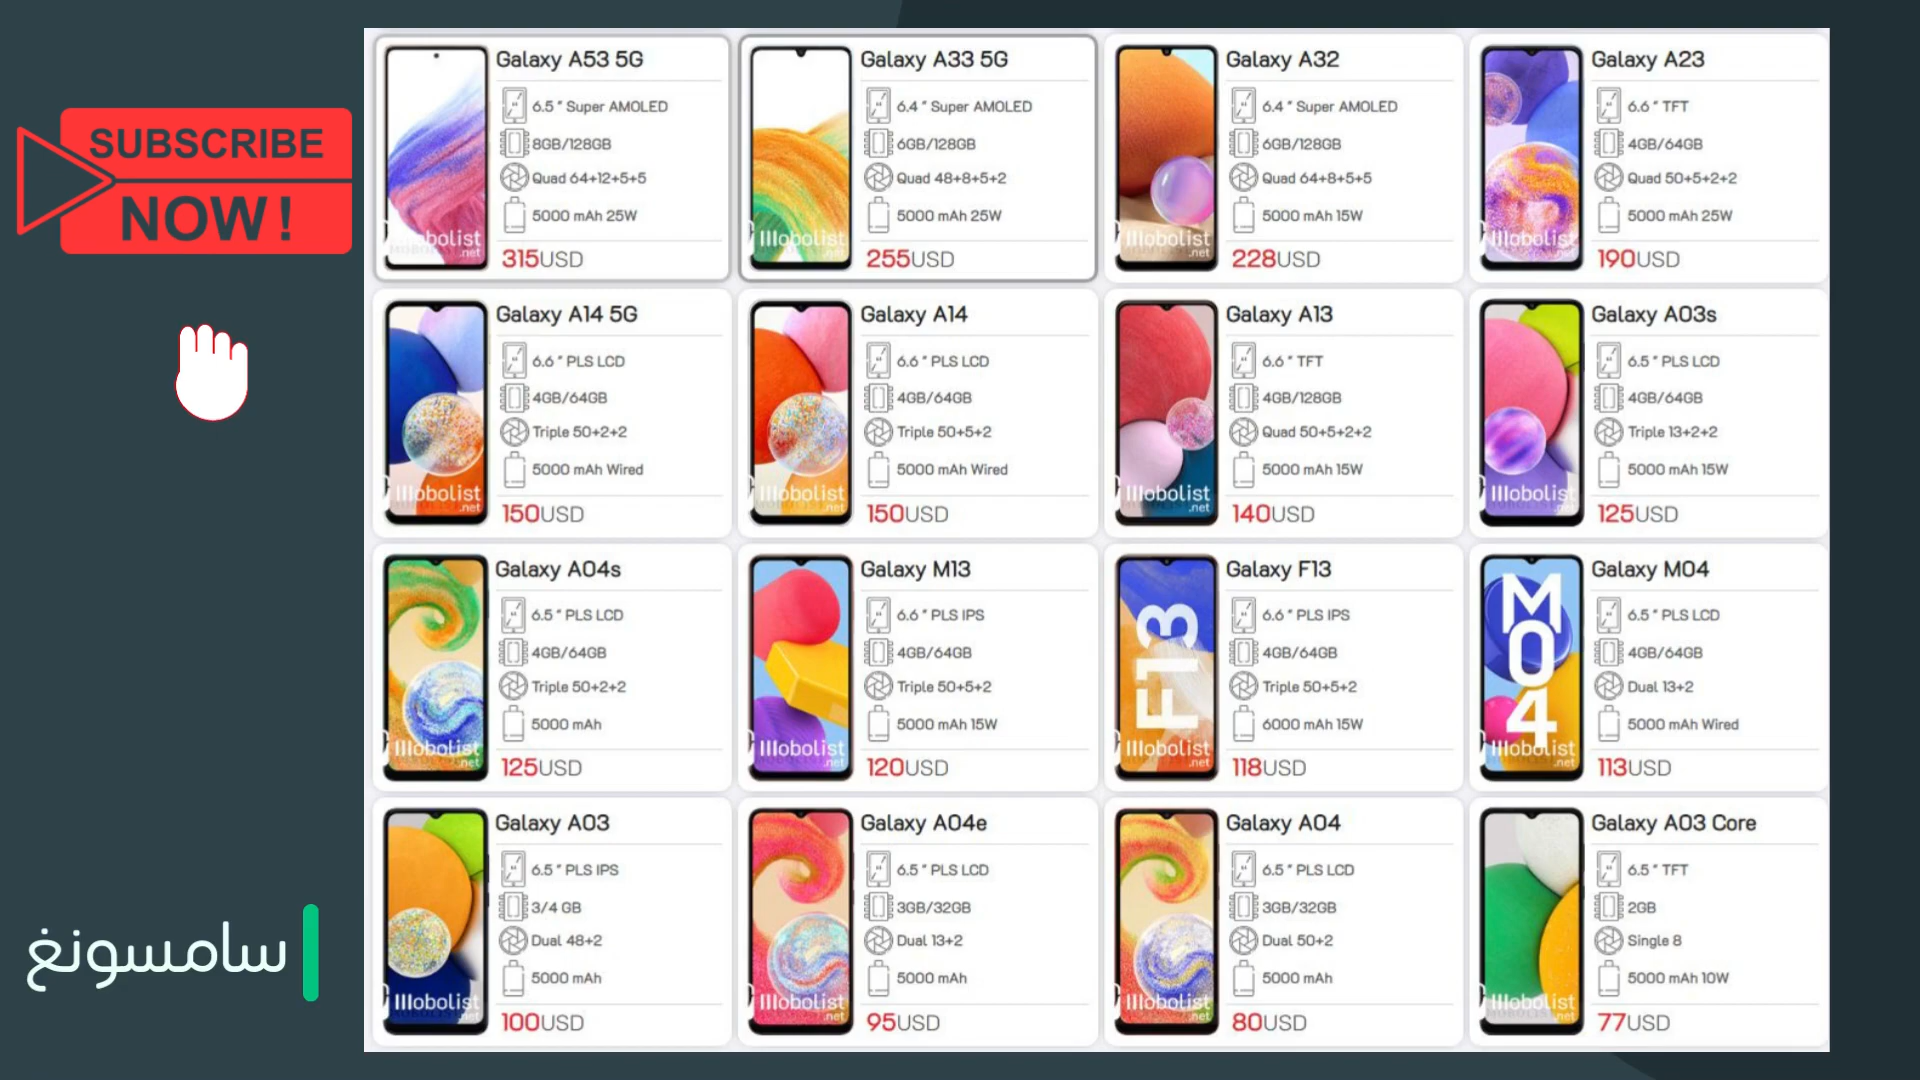 SUBSCRIBE
NOW!
سامسونغ
Galaxy A53 5G
6.5 " Super AMOLED
8GB/128GB
Quad 64+12+5+5
5000 mAh 25W
315USD
Galaxy A33 5G
6.4 " Super AMOLED
6GB/128GB
Quad 48+8+5+2
5000 mAh 25W
255USD
Galaxy A32
6.4 " Super AMOLED
6GB/128GB
Quad 64+8+5+5
5000 mAh 15W
228USD
Galaxy A23
6.6 " TFT
4GB/64GB
Quad 50+5+2+2
5000 mAh 25W
190USD
Galaxy A14 5G
6.6 " PLS LCD
4GB/64GB
Triple 50+2+2
5000 mAh Wired
150USD
Galaxy A14
6.6 " PLS LCD
4GB/64GB
Triple 50+5+2
5000 mAh Wired
150USD
Galaxy A13
6.6 " TFT
4GB/128GB
Quad 50+5+2+2
5000 mAh 15W
140USD
Galaxy A03s
6.5 " PLS LCD
4GB/64GB
Triple 13+2+2
5000 mAh 15W
125USD
Galaxy A04s
6.5 " PLS LCD
4GB/64GB
Triple 50+2+2
5000 mAh
125USD
Galaxy M13
6.6 " PLS IPS
4GB/64GB
Triple 50+5+2
5000 mAh 15W
120USD
Galaxy F13
6.6 " PLS IPS
4GB/64GB
Triple 50+5+2
6000 mAh 15W
118USD
F13
Galaxy M04
6.5 " PLS LCD
4GB/64GB
Dual 13+2
5000 mAh Wired
113USD
M04
Galaxy A03
6.5 " PLS IPS
3/4 GB
Dual 48+2
5000 mAh
100USD
Galaxy A04e
6.5 " PLS LCD
3GB/32GB
Dual 13+2
5000 mAh
95USD
Galaxy A04
6.5 " PLS LCD
3GB/32GB
Dual 50+2
5000 mAh
80USD
Galaxy A03 Core
6.5 " TFT
2GB
Single 8
5000 mAh 10W
77USD
Mobolist
.net